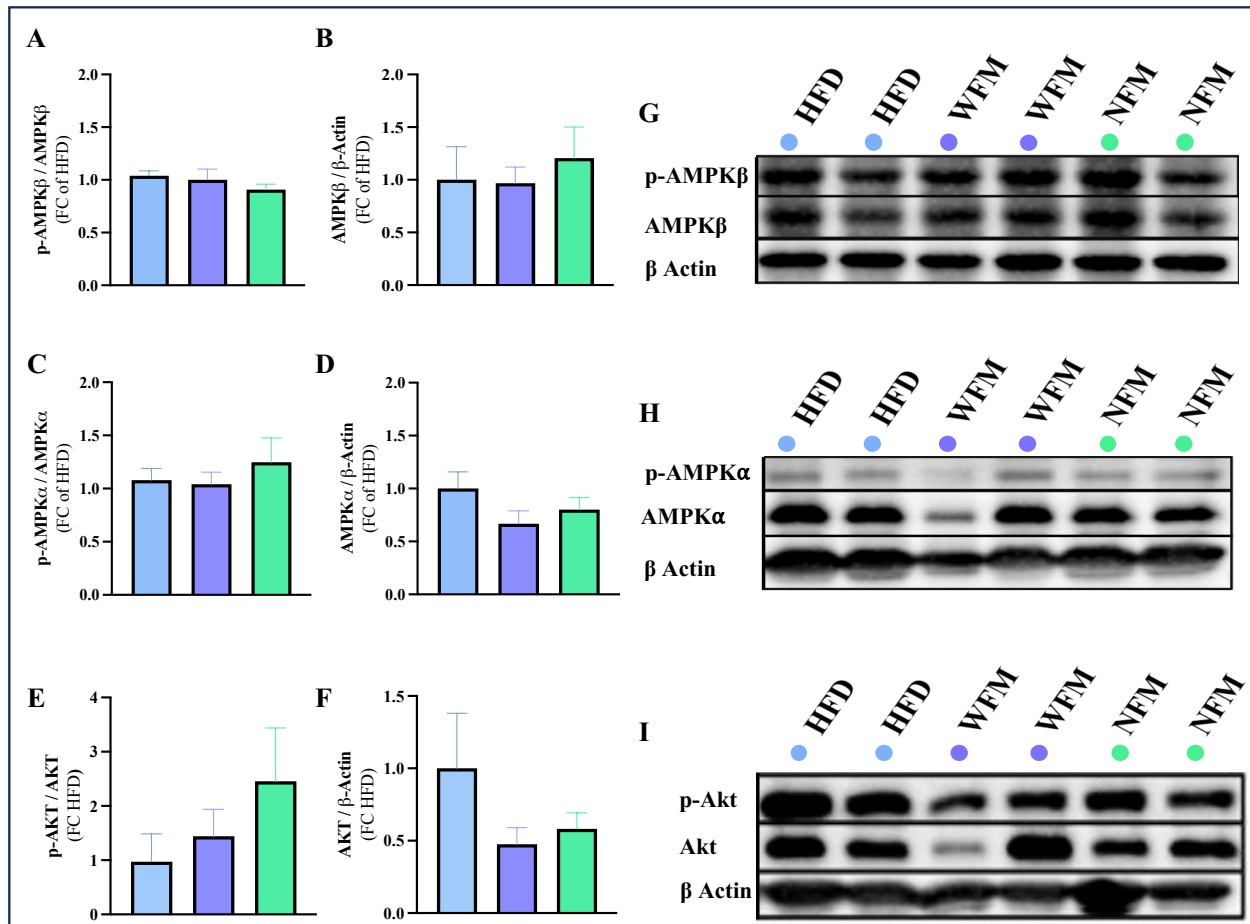 A
p-AMPKβ / AMPKβ
(FC of HFD)
2.0
1.5
1.0
0.5
0.0
B
AMPKβ / β-Actin
(FC of HFD)
2.0
1.5
1.0
0.5
0.0
G
HFD
HFD
WFM
WFM
NFM
NFM
p-AMPKβ
AMPKβ
β Actin
C
p-AMPKα / AMPKα
(FC of HFD)
2.0
1.5
1.0
0.5
0.0
D
AMPKα / β-Actin
(FC of HFD)
2.0
1.5
1.0
0.5
0.0
H
HFD
HFD
WFM
WFM
NFM
NFM
p-AMPKα
AMPKα
β Actin
E
p-AKT / AKT
(FC HFD)
4
3
2
1
0
F
AKT / β-Actin
(FC HFD)
1.5
1.0
0.5
0.0
I
HFD
HFD
WFM
WFM
NFM
NFM
p-Akt
Akt
β Actin